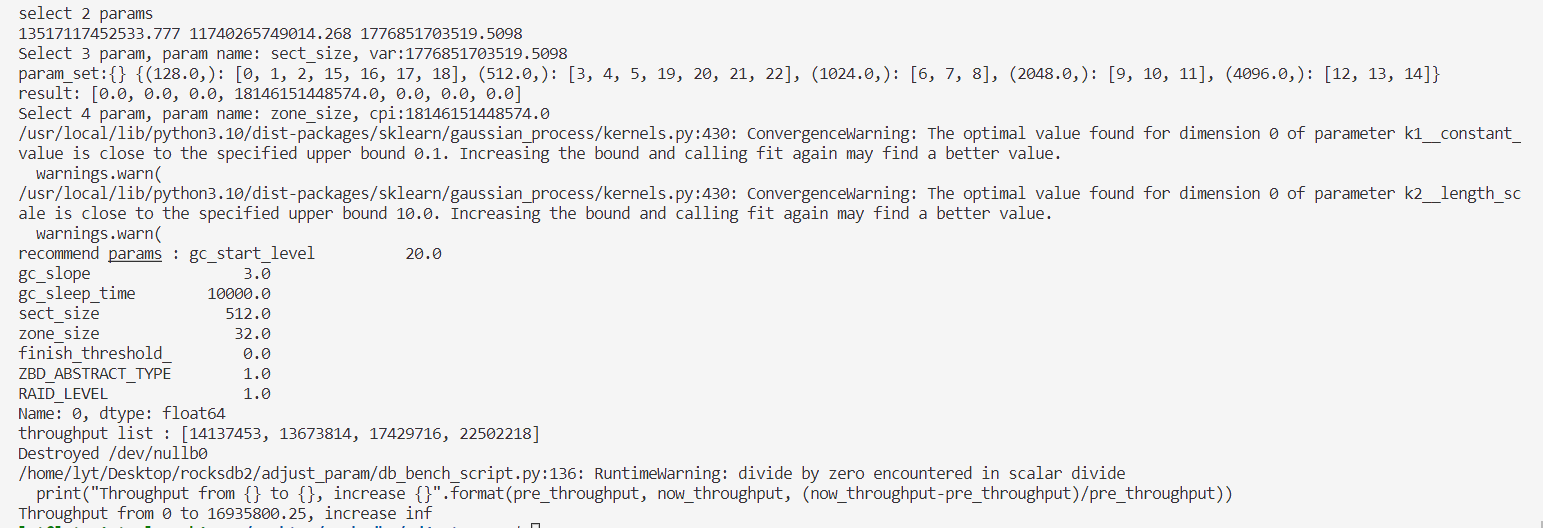 select 2 params
13517117452533.777 11740265749014.268 1776851703519.5098
Select 3 param, param name: sect_size, var:1776851703519.5098
param_set:{} {(128.0,): [0, 1, 2, 15, 16, 17, 18], (512.0,): [3, 4, 5, 19, 20, 21, 22], (1024.0,): [6, 7, 8], (2048.0,): [9, 10, 11], (4096.0,): [12, 13, 14]}
result: [0.0, 0.0, 0.0, 18146151448574.0, 0.0, 0.0, 0.0]
Select 4 param, param name: zone_size, cpi:18146151448574.0
/usr/local/lib/python3.10/dist-packages/sklearn/gaussian_process/kernels.py:430: ConvergenceWarning: The optimal value found for dimension 0 of parameter k1__constant_
value is close to the specified upper bound 0.1. Increasing the bound and calling fit again may find a better value.
  warnings.warn(
/usr/local/lib/python3.10/dist-packages/sklearn/gaussian_process/kernels.py:430: ConvergenceWarning: The optimal value found for dimension 0 of parameter k2__length_sc
ale is close to the specified upper bound 10.0. Increasing the bound and calling fit again may find a better value.
  warnings.warn(
recommend params : gc_start_level          20.0
gc_slope                 3.0
gc_sleep_time        10000.0
sect_size              512.0
zone_size               32.0
finish_threshold_        0.0
ZBD_ABSTRACT_TYPE        1.0
RAID_LEVEL               1.0
Name: 0, dtype: float64
throughput list : [14137453, 13673814, 17429716, 22502218]
Destroyed /dev/nullb0
/home/lyt/Desktop/rocksdb2/adjust_param/db_bench_script.py:136: RuntimeWarning: divide by zero encountered in scalar divide
  print("Throughput from {} to {}, increase {}".format(pre_throughput, now_throughput, (now_throughput-pre_throughput)/pre_throughput))
Throughput from 0 to 16935800.25, increase inf